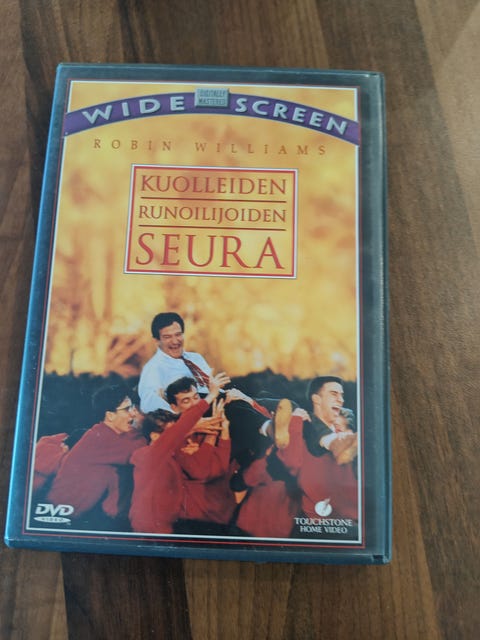 WIDE DIGITALLY MASTERED SCREEN
ROBIN WILLIAMS
KUOLLEIDEN
RUNOILIJOIDEN
SEURA
DVD
VIDEO
TOUCHSTONE
HOME VIDEO